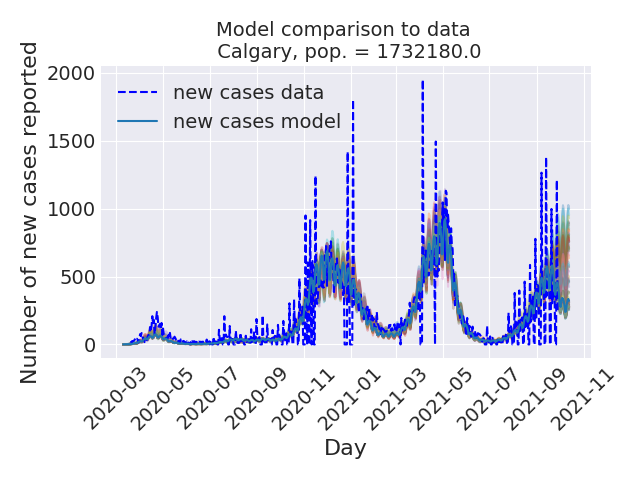 Model comparison to data
Calgary, pop. = 1732180.0
Number of new cases reported
2000
1500
1000
500
0
new cases data
new cases model
2020-03
2020-05
2020-07
2020-09
2020-11
2021-01
2021-03
2021-05
2021-07
2021-09
2021-11
Day